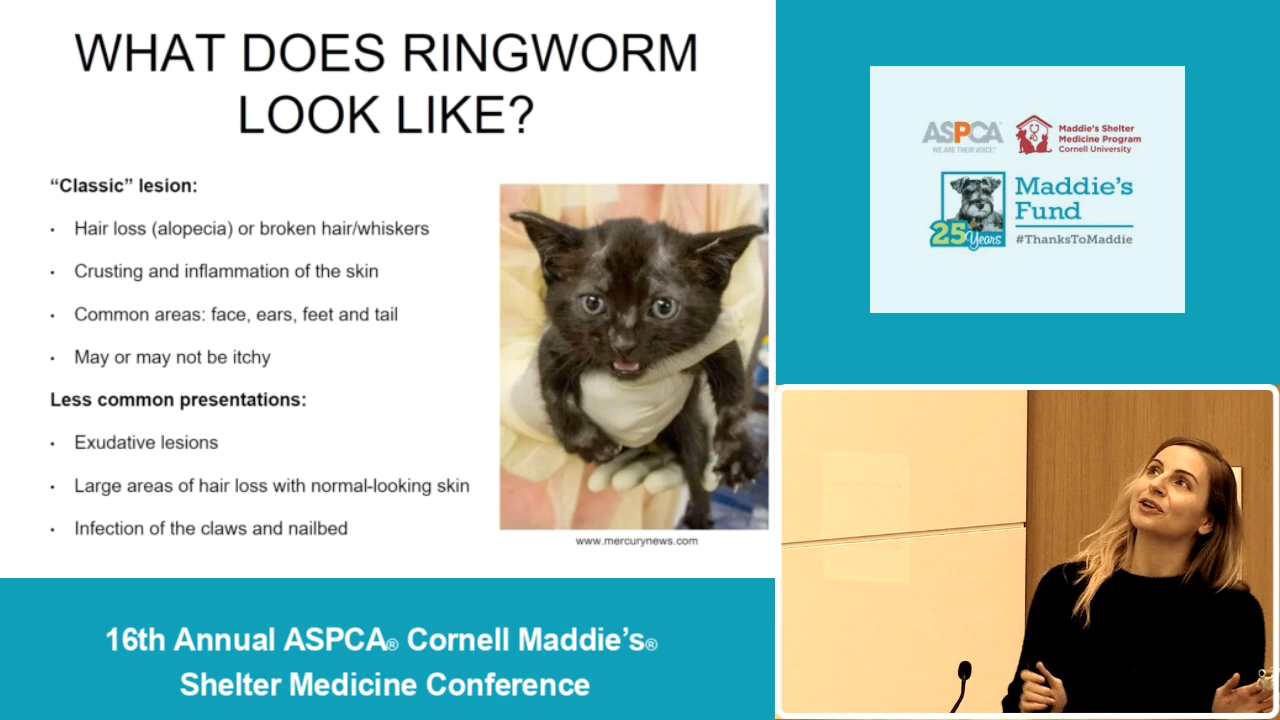 WHAT DOES RINGWORM
LOOK LIKE?
“Classic” lesion:
· Hair loss (alopecia) or broken hair/whiskers
· Crusting and inflammation of the skin
· Common areas: face, ears, feet and tail
· May or may not be itchy
Less common presentations:
· Exudative lesions
· Large areas of hair loss with normal-looking skin
· Infection of the claws and nailbed
www.mercurynews.com
16th Annual ASPCA® Cornell Maddie’s®
Shelter Medicine Conference
ASPCA®
WE ARE THEIR VOICE®
Maddie's Shelter
Medicine Program
Cornell University
Maddie’s
Fund
25 Years
#ThanksToMaddie